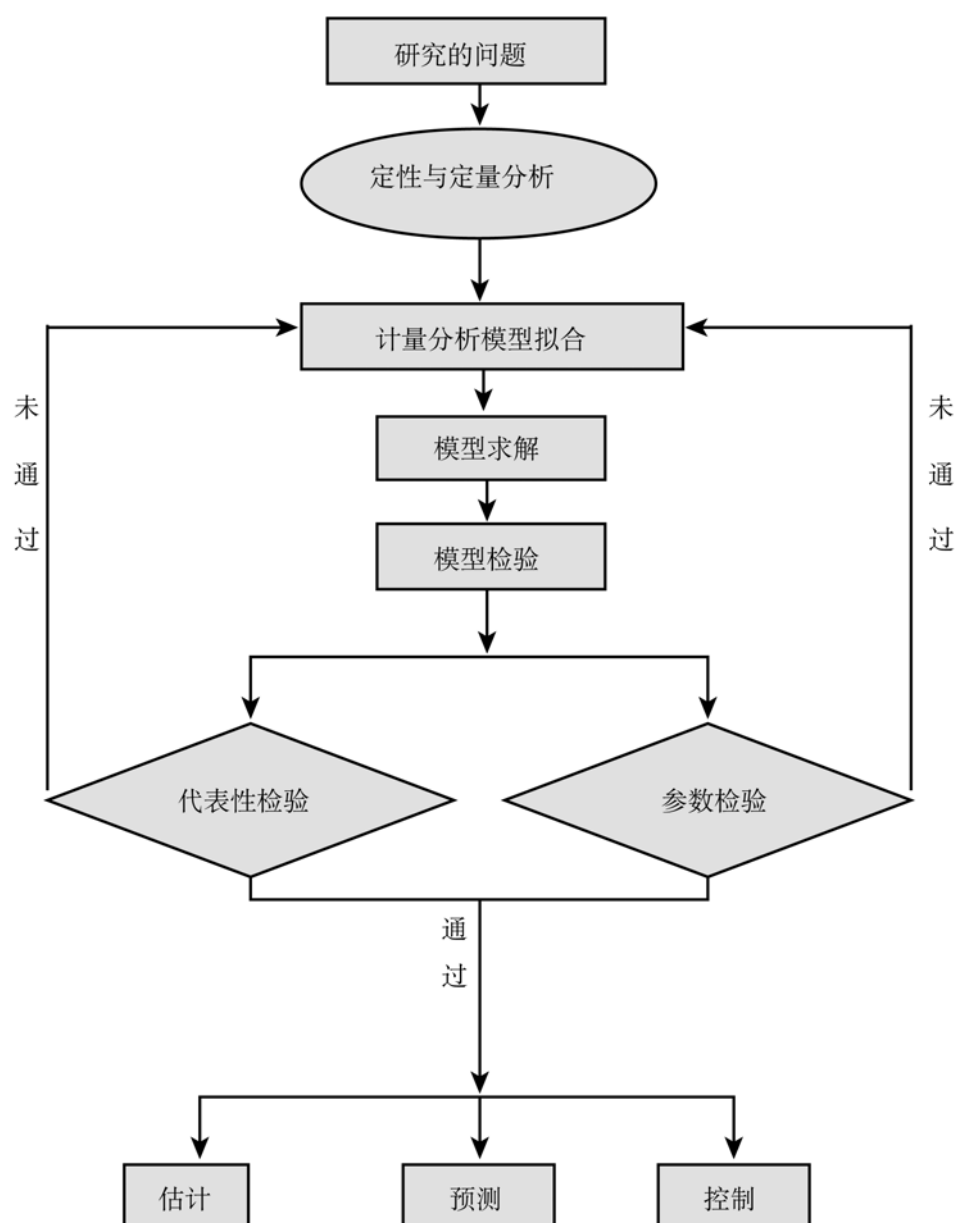 研究的问题
定性与定量分析
计量分析模型拟合
未通过
未通过
模型求解
模型检验
代表性检验
参数检验
通过
估计
预测
控制